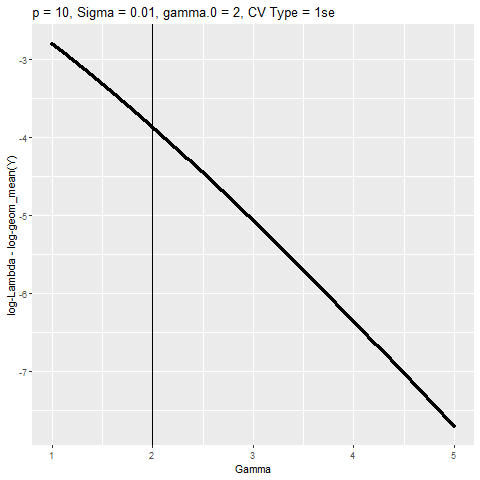 p = 10, Sigma = 0.01, gamma.0 = 2, CV Type = 1se
-3
-4
-5
-6
-7
log-Lambda - log-geom_mean(Y)
1 2 3 4 5
Gamma